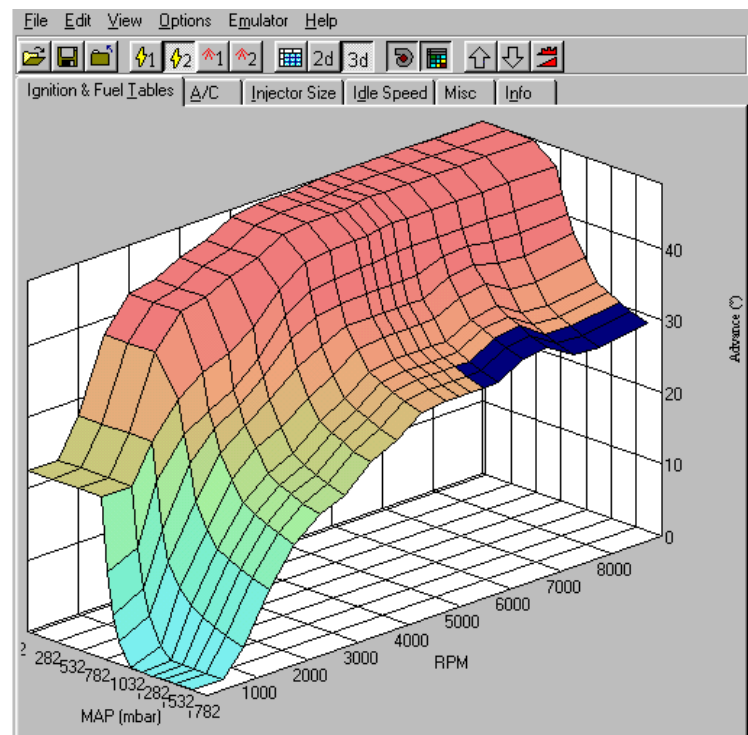 File Edit View Options Emulator Help
1 2 1 2 2d 3d
Ignition & Fuel Tables A/C Injector Size Idle Speed Misc Info
40
30
20
10
0
Advance (°)
8000
7000
6000
5000
4000
3000
2000
1000
RPM
2 282 532 782 1032 1282 1532 1782
MAP (mbar)